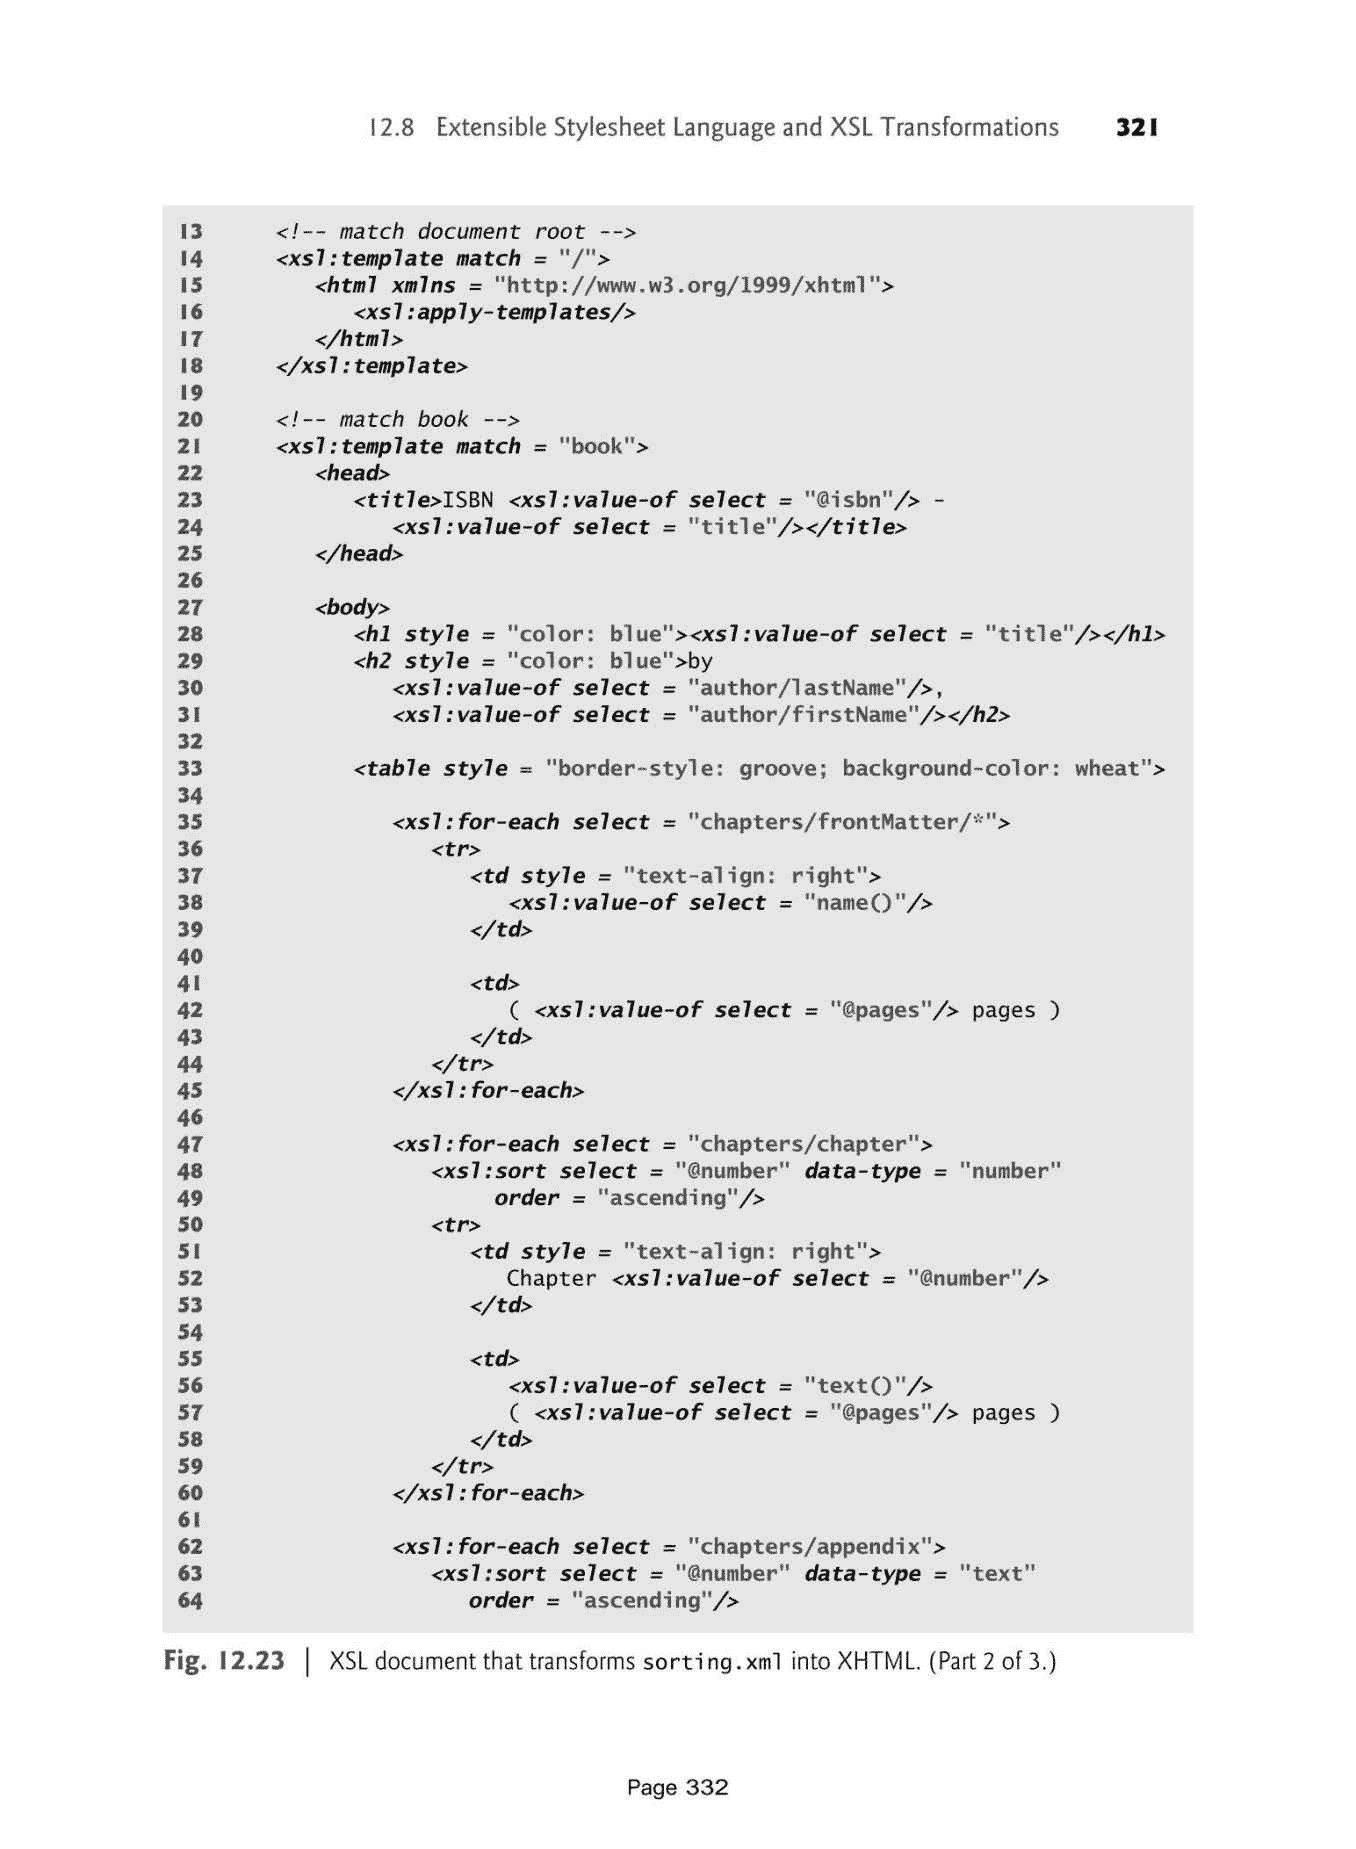 12.8 Extensible Stylesheet Language and XSL Transformations 321
13 <!-- match document root -->
14 <xsl:template match = "/">
15 <html xmlns = "http://www.w3.org/1999/xhtml">
16 <xsl:apply-templates/>
17 </html>
18 </xsl:template>
19
20 <!-- match book -->
21 <xsl:template match = "book">
22 <head>
23 <title>ISBN <xsl:value-of select = "@isbn"/> -
24 <xsl:value-of select = "title"/></title>
25 </head>
26
27 <body>
28 <h1 style = "color: blue"><xsl:value-of select = "title"/></h1>
29 <h2 style = "color: blue">by
30 <xsl:value-of select = "author/lastName"/>,
31 <xsl:value-of select = "author/firstName"/></h2>
32
33 <table style = "border-style: groove; background-color: wheat">
34
35 <xsl:for-each select = "chapters/frontMatter/*">
36 <tr>
37 <td style = "text-align: right">
38 <xsl:value-of select = "name()"/>
39 </td>
40
41 <td>
42 ( <xsl:value-of select = "@pages"/> pages )
43 </td>
44 </tr>
45 </xsl:for-each>
46
47 <xsl:for-each select = "chapters/chapter">
48 <xsl:sort select = "@number" data-type = "number"
49 order = "ascending"/>
50 <tr>
51 <td style = "text-align: right">
52 Chapter <xsl:value-of select = "@number"/>
53 </td>
54
55 <td>
56 <xsl:value-of select = "text()"/>
57 ( <xsl:value-of select = "@pages"/> pages )
58 </td>
59 </tr>
60 </xsl:for-each>
61
62 <xsl:for-each select = "chapters/appendix">
63 <xsl:sort select = "@number" data-type = "text"
64 order = "ascending"/>
Fig. 12.23 | XSL document that transforms sorting.xml into XHTML. (Part 2 of 3.)
Page 332